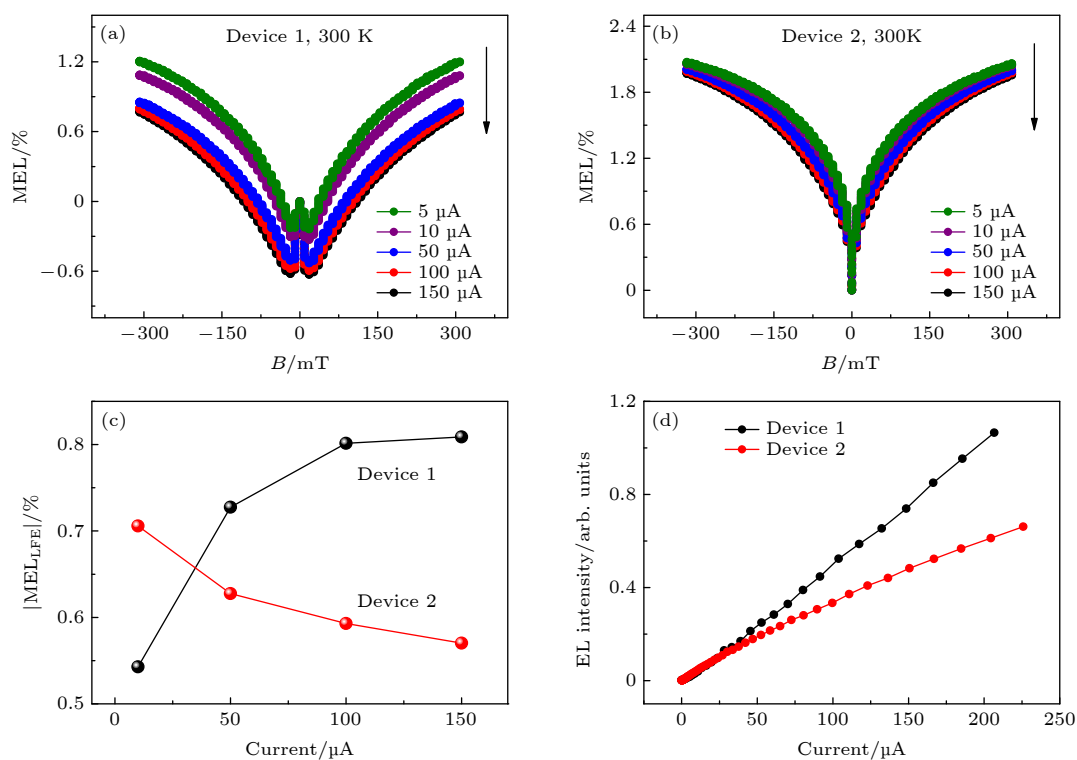 (a)
Device 1, 300 K
MEL/%
1.2
0.6
0
−0.6
5 µA
10 µA
50 µA
100 µA
150 µA
−300
−150
0
150
300
B/mT
(b)
Device 2, 300K
MEL/%
2.4
1.8
1.2
0.6
0
5 µA
10 µA
50 µA
100 µA
150 µA
−300
−150
0
150
300
B/mT
(c)
|MEL_LFE|/%
0.8
0.7
0.6
0.5
Device 1
Device 2
0
50
100
150
Current/µA
(d)
Device 1
Device 2
EL intensity/arb. units
1.2
0.8
0.4
0
0
50
100
150
200
250
Current/µA